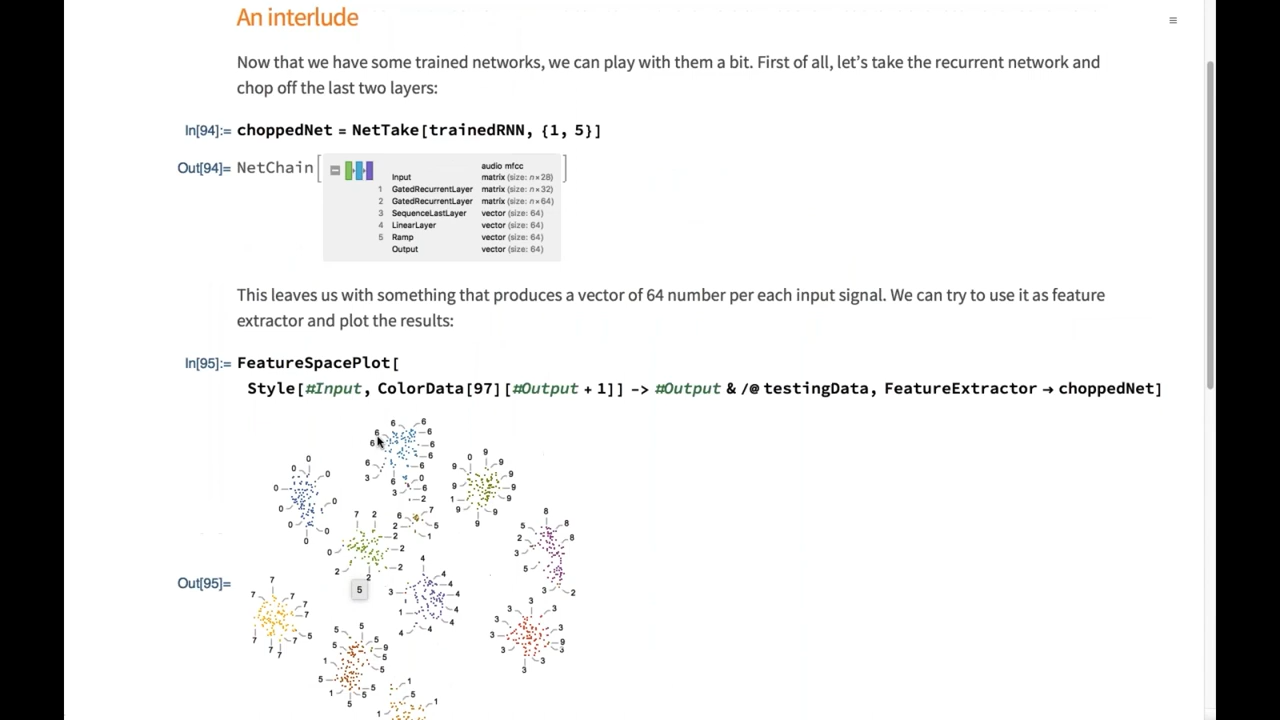 An interlude
≡
Now that we have some trained networks, we can play with them a bit. First of all, let's take the recurrent network and
chop off the last two layers:
In[94]:= choppedNet = NetTake[trainedRNN, {1, 5}]
Out[94]= NetChain[
audio mfcc
Input matrix (size: n×28)
1 GatedRecurrentLayer matrix (size: n×32)
2 GatedRecurrentLayer matrix (size: n×64)
3 SequenceLastLayer vector (size: 64)
4 LinearLayer vector (size: 64)
5 Ramp vector (size: 64)
Output vector (size: 64)
]
This leaves us with something that produces a vector of 64 number per each input signal. We can try to use it as feature
extractor and plot the results:
In[95]:= FeatureSpacePlot[
Style[#Input, ColorData[97][#Output + 1]] -> #Output & /@ testingData, FeatureExtractor → choppedNet]
Out[95]=
5